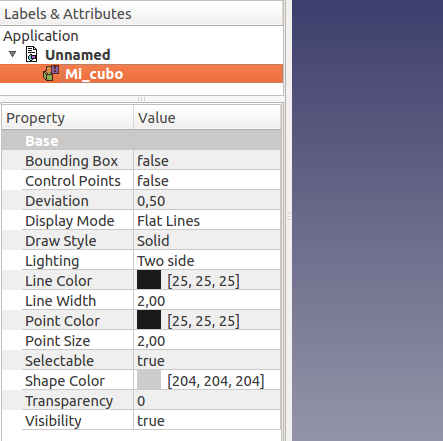 Labels & Attributes
Application
Unnamed
Mi_cubo
Property Value
Base
Bounding Box false
Control Points false
Deviation 0,50
Display Mode Flat Lines
Draw Style Solid
Lighting Two side
Line Color [25, 25, 25]
Line Width 2,00
Point Color [25, 25, 25]
Point Size 2,00
Selectable true
Shape Color [204, 204, 204]
Transparency 0
Visibility true